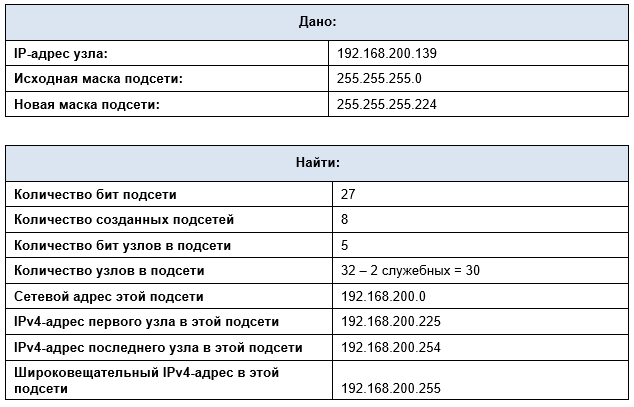 Дано:
IP-адрес узла: 192.168.200.139
Исходная маска подсети: 255.255.255.0
Новая маска подсети: 255.255.255.224
Найти:
Количество бит подсети 27
Количество созданных подсетей 8
Количество бит узлов в подсети 5
Количество узлов в подсети 32 – 2 служебных = 30
Сетевой адрес этой подсети 192.168.200.0
IPv4-адрес первого узла в этой подсети 192.168.200.225
IPv4-адрес последнего узла в этой подсети 192.168.200.254
Широковещательный IPv4-адрес в этой
подсети 192.168.200.255